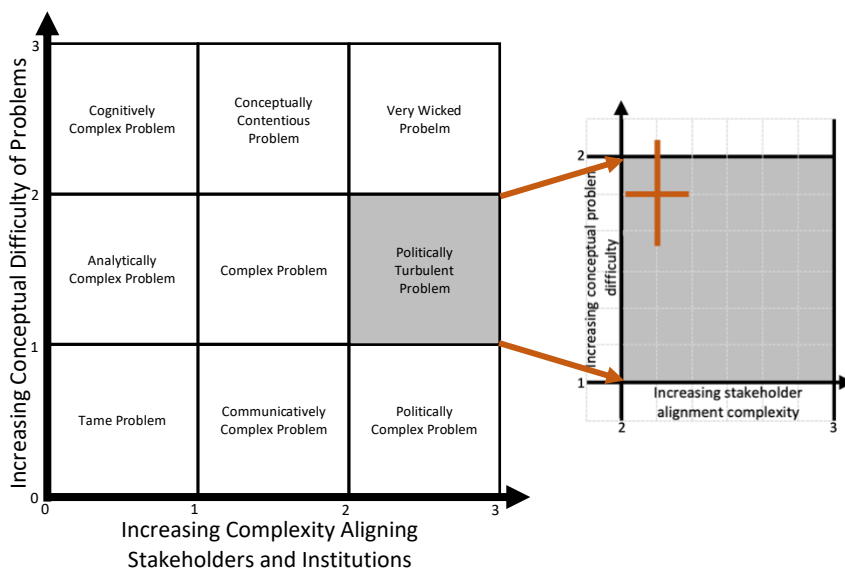 Increasing Conceptual Difficulty of Problems
3
Cognitively
Complex Problem
Conceptually
Contentious
Problem
Very Wicked
Probelm
2
Analytically
Complex Problem
Complex Problem
Politically
Turbulent
Problem
1
Tame Problem
Communicatively
Complex Problem
Politically
Complex Problem
0
0
1
2
3
Increasing Complexity Aligning
Stakeholders and Institutions
2
Increasing conceptual problem
difficulty
1
Increasing stakeholder
alignment complexity
2
3